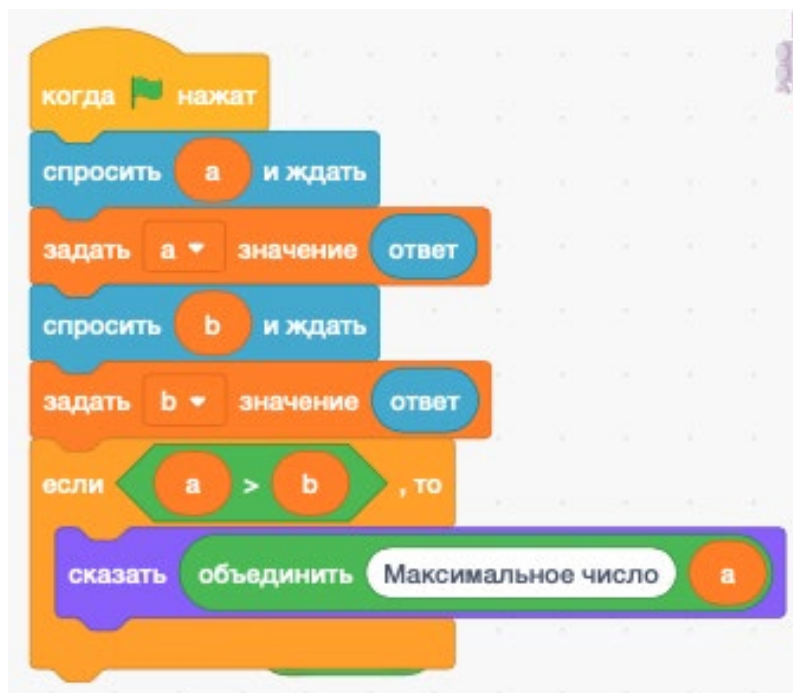 когда нажат
спросить a и ждать
задать a значение ответ
спросить b и ждать
задать b значение ответ
если a > b , то
сказать объединить Максимальное число a